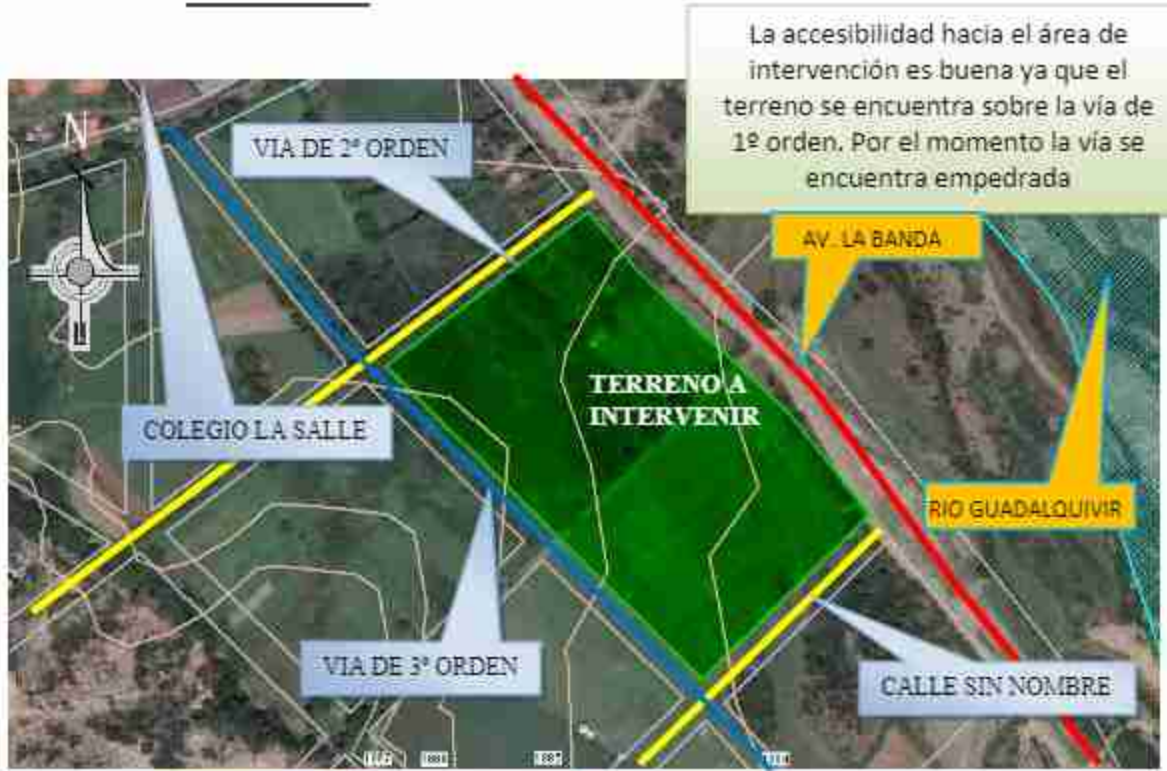 La accesibilidad hacia el área de
intervención es buena ya que el
terreno se encuentra sobre la vía de
1º orden. Por el momento la vía se
encuentra empedrada
N
VIA DE 2º ORDEN
AV. LA BANDA
TERRENO A
INTERVENIR
COLEGIO LA SALLE
RIO GUADALQUIVIR
VIA DE 3º ORDEN
CALLE SIN NOMBRE